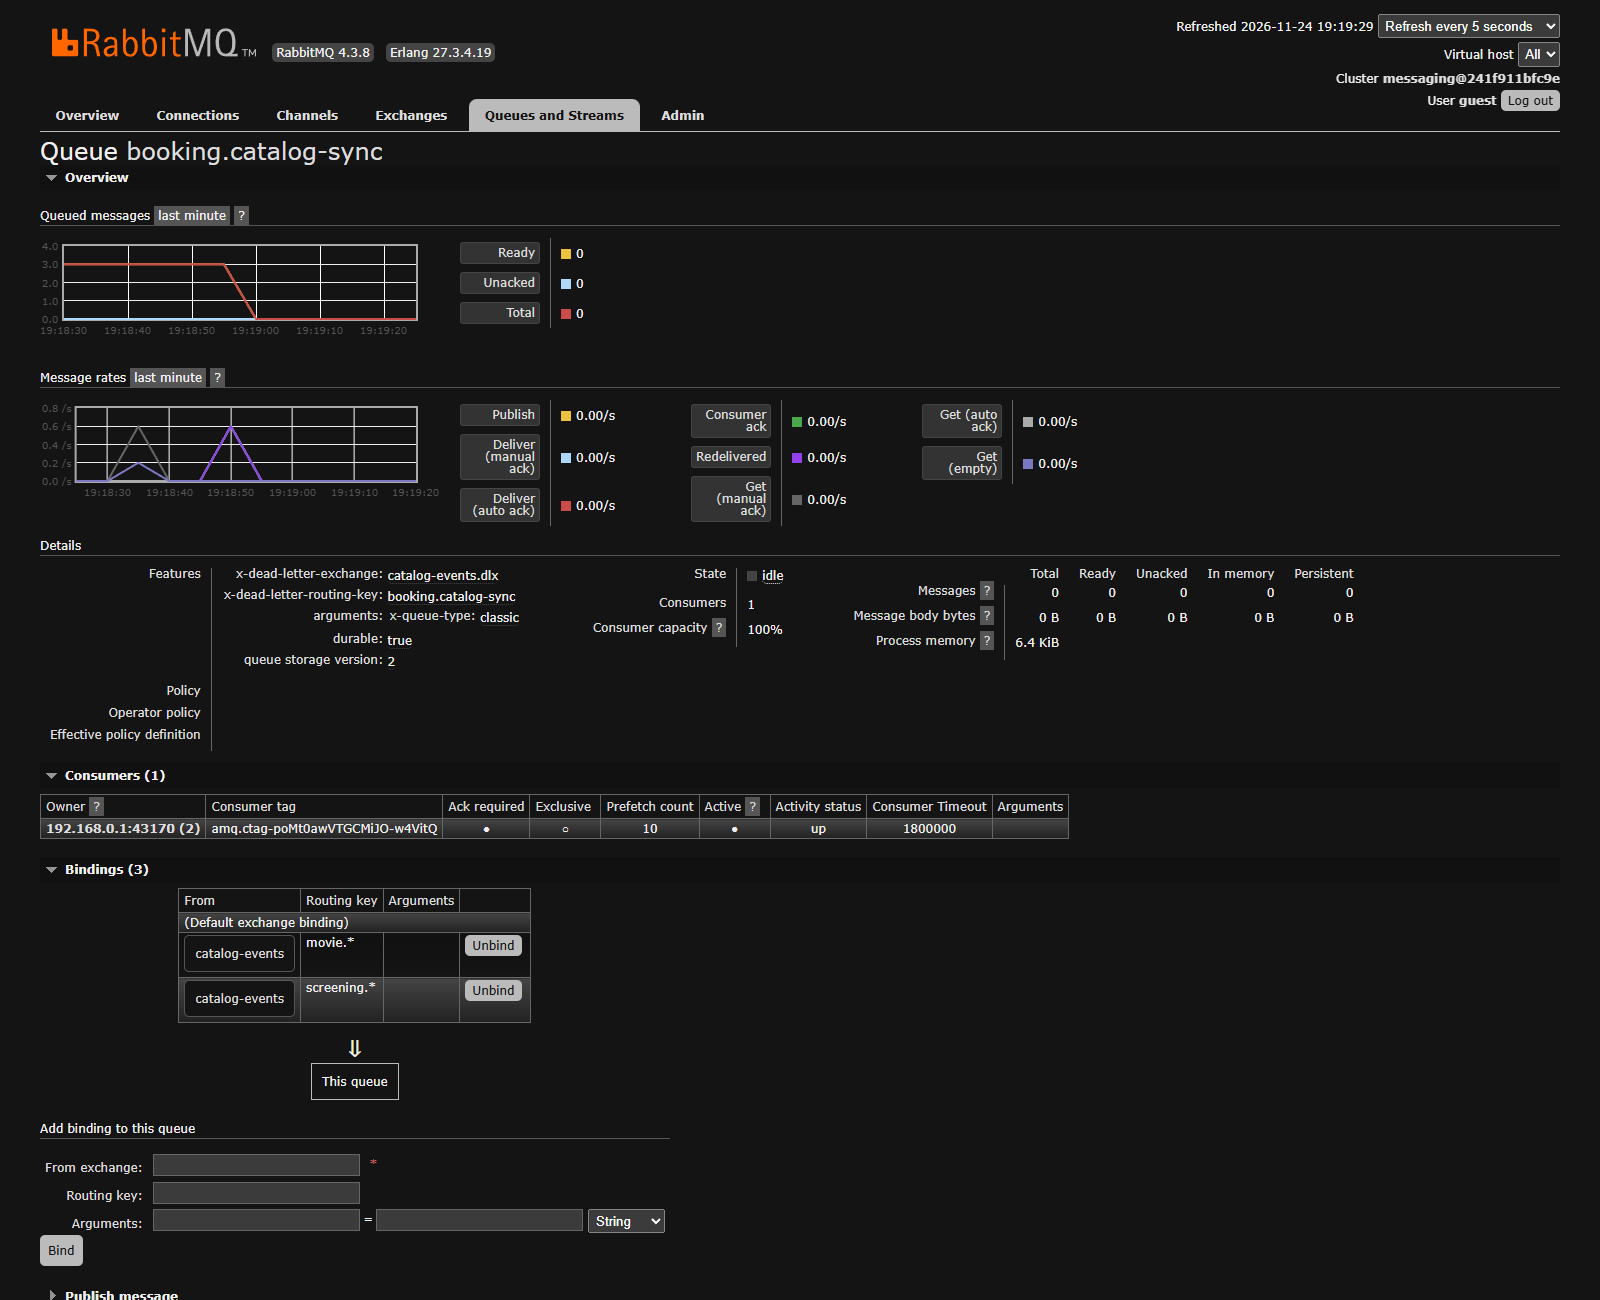 RabbitMQ TM
RabbitMQ 4.3.8
Erlang 27.3.4.19
Refreshed 2026-11-24 19:19:29
Refresh every 5 seconds
Virtual host All
Cluster messaging@241f911bfc9e
User guest Log out
Overview Connections Channels Exchanges Queues and Streams Admin
Queue booking.catalog-sync
Overview
Queued messages last minute ?
4.0
3.0
2.0
1.0
0.0
19:18:30 19:18:40 19:18:50 19:19:00 19:19:10 19:19:20
Ready 0
Unacked 0
Total 0
Message rates last minute ?
0.8 /s
0.6 /s
0.4 /s
0.2 /s
0.0 /s
19:18:30 19:18:40 19:18:50 19:19:00 19:19:10 19:19:20
Publish 0.00/s
Deliver (manual ack) 0.00/s
Deliver (auto ack) 0.00/s
Consumer ack 0.00/s
Redelivered 0.00/s
Get (manual ack) 0.00/s
Get (auto ack) 0.00/s
Get (empty) 0.00/s
Details
Features
x-dead-letter-exchange: catalog-events.dlx
x-dead-letter-routing-key: booking.catalog-sync
arguments: x-queue-type: classic
durable: true
queue storage version: 2
Policy
Operator policy
Effective policy definition
State idle
Consumers 1
Consumer capacity ? 100%
Total Ready Unacked In memory Persistent
Messages ? 0 0 0 0 0
Message body bytes ? 0 B 0 B 0 B 0 B 0 B
Process memory ? 6.4 KiB
Consumers (1)
Owner ? Consumer tag Ack required Exclusive Prefetch count Active ? Activity status Consumer Timeout Arguments
192.168.0.1:43170 (2) amq.ctag-poMt0awVTGCMiJO-w4VitQ ● ○ 10 ● up 1800000
Bindings (3)
From Routing key Arguments
(Default exchange binding)
catalog-events movie.* Unbind
catalog-events screening.* Unbind
⇓
This queue
Add binding to this queue
From exchange: *
Routing key:
Arguments: = String
Bind
Publish message